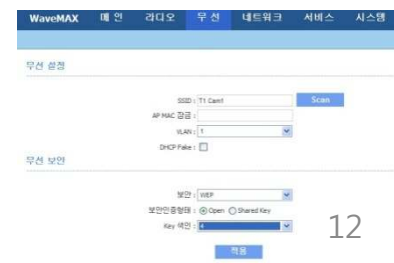 WaveMAX 메 인 라디오 무 선 네트워크 서비스 시스템
무선 설정
SSID : T1 Cam1 Scan
AP MAC 잠금 :
VLAN : 1
DHCP Fake :
무선 보안
보안 : WEP
보안인증형태 : Open Shared Key
Key 색인 : 4
12
적용